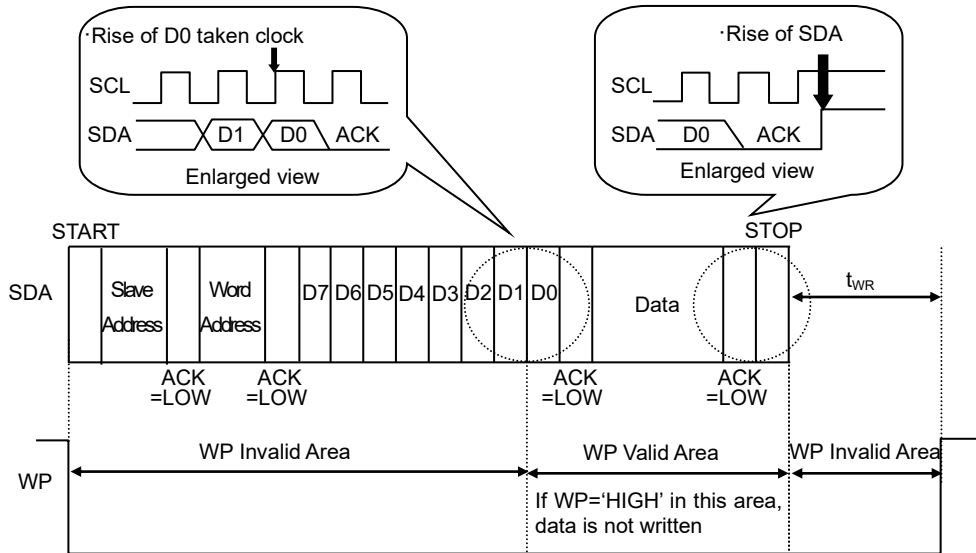 ·Rise of D0 taken clock
SCL
SDA
D1
D0
ACK
Enlarged view
·Rise of SDA
SCL
SDA
D0
ACK
Enlarged view
START
STOP
SDA
Slave
Address
Word
Address
D7
D6
D5
D4
D3
D2
D1
D0
Data
tWR
ACK
=LOW
ACK
=LOW
ACK
=LOW
ACK
=LOW
WP
WP Invalid Area
WP Valid Area
WP Invalid Area
If WP=‘HIGH’ in this area,
data is not written